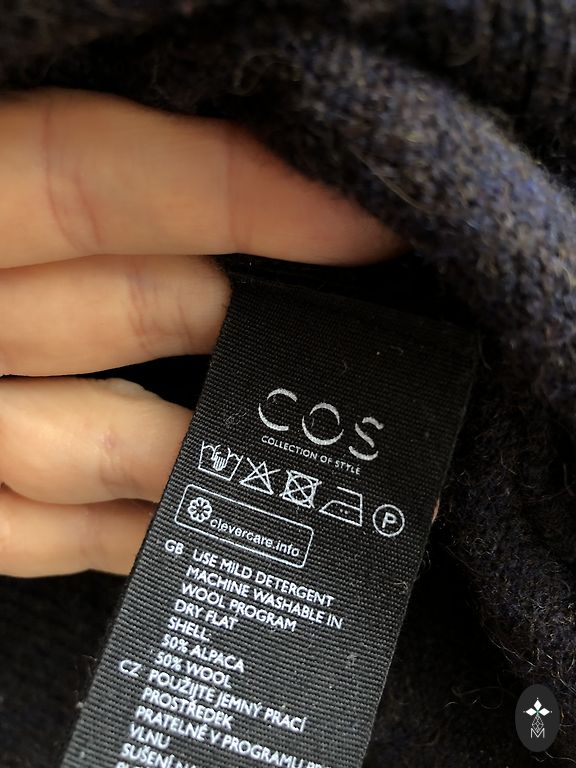 COS
COLLECTION OF STYLE
P
clevercare.info
GB USE MILD DETERGENT
MACHINE WASHABLE IN
WOOL PROGRAM
DRY FLAT
SHELL:
50% ALPACA
50% WOOL
CZ POUŽIJTE JEMNÝ PRACÍ
PROSTŘEDEK
PRATELNÉ V PROGRAMU PRO
VLNU
SUŠENÍ
M